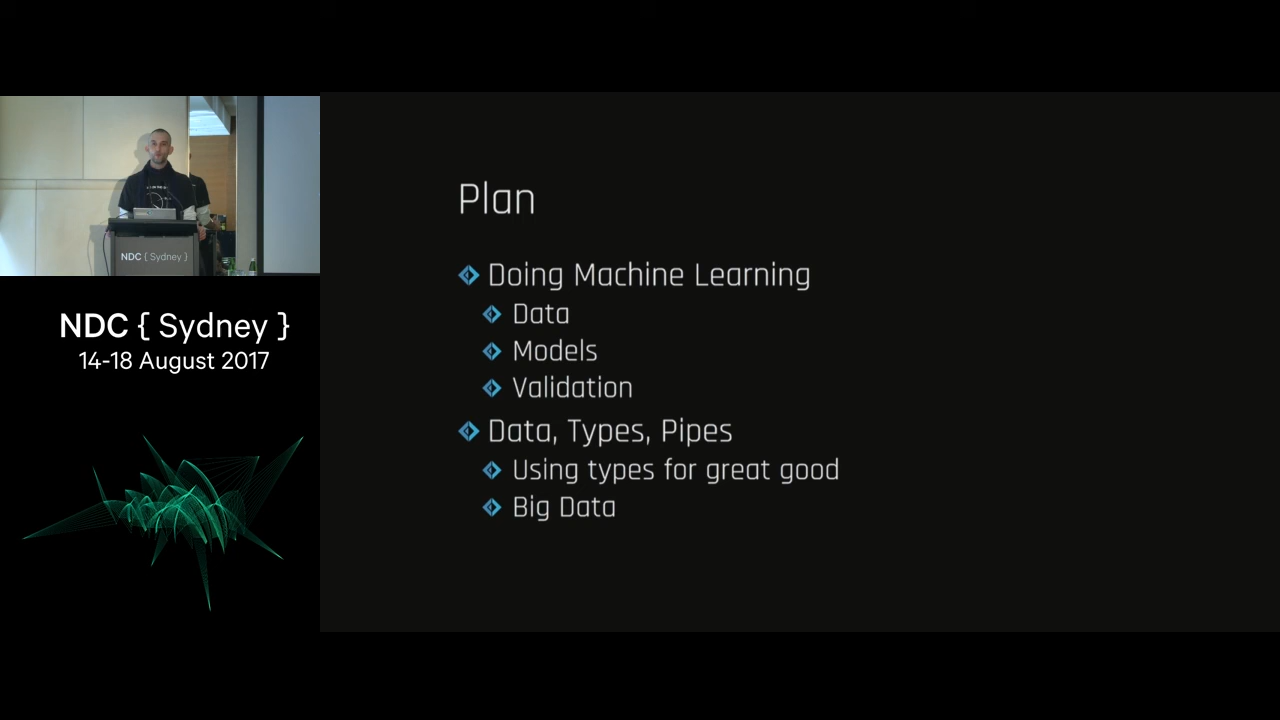 NDC { Sydney }
NDC { Sydney }
14-18 August 2017
Plan
Doing Machine Learning
Data
Models
Validation
Data, Types, Pipes
Using types for great good
Big Data